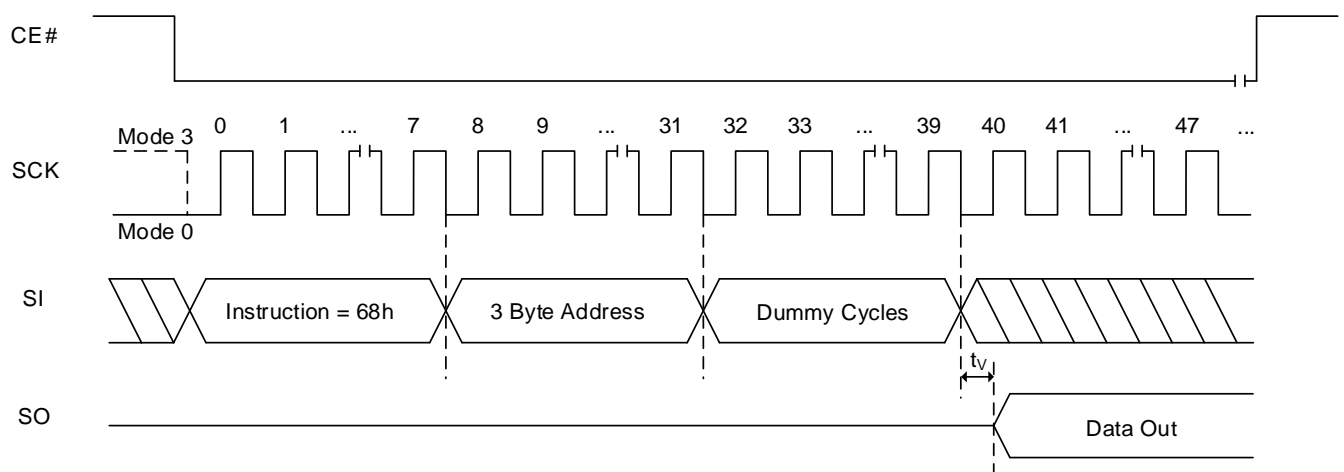 CE#
0 1 ... 7 8 9 ... 31 32 33 ... 39 40 41 ... 47 ...
Mode 3
SCK
Mode 0
SI
Instruction = 68h
3 Byte Address
Dummy Cycles
tV
SO
Data Out